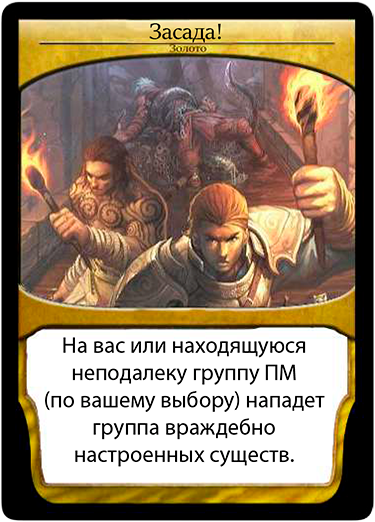 Засада!
Золото
На вас или находящуюся
неподалеку группу ПМ
(по вашему выбору) нападет
группа враждебно
настроенных существ.